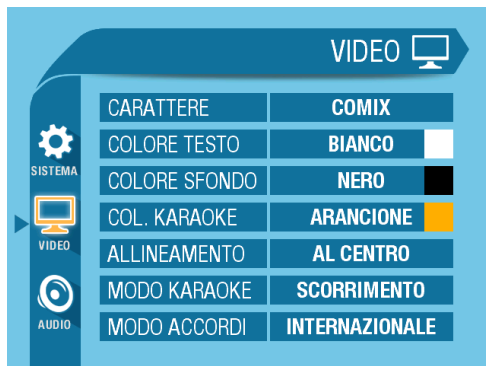 VIDEO
SISTEMA
VIDEO
AUDIO
CARATTERE COMIX
COLORE TESTO BIANCO
COLORE SFONDO NERO
COL. KARAOKE ARANCIONE
ALLINEAMENTO AL CENTRO
MODO KARAOKE SCORRIMENTO
MODO ACCORDI INTERNAZIONALE